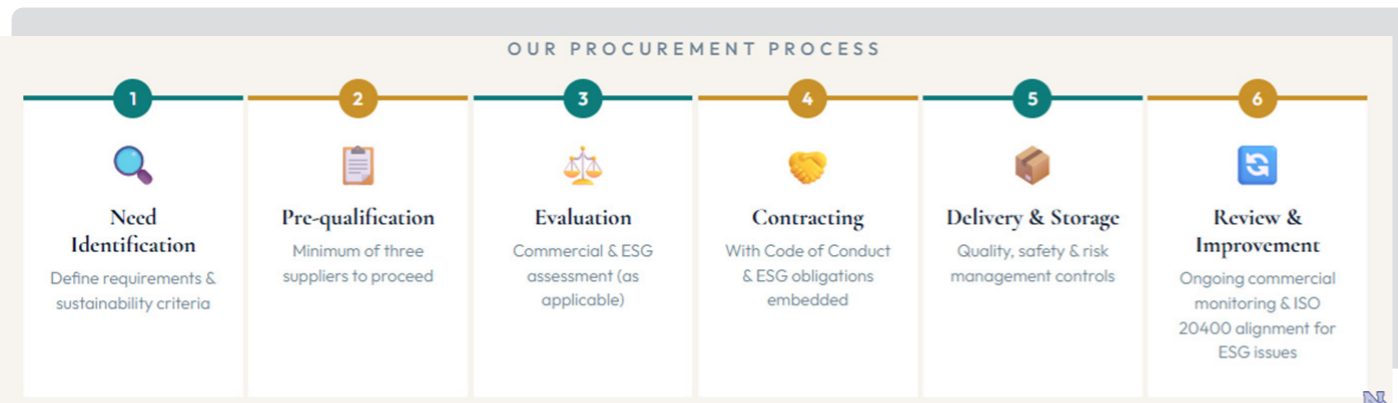 OUR PROCUREMENT PROCESS
1
Need
Identification
Define requirements &
sustainability criteria
2
Pre-qualification
Minimum of three
suppliers to proceed
3
Evaluation
Commercial & ESG
assessment (as
applicable)
4
Contracting
With Code of Conduct
& ESG obligations
embedded
5
Delivery & Storage
Quality, safety & risk
management controls
6
Review &
Improvement
Ongoing commercial
monitoring & ISO
20400 alignment for
ESG issues